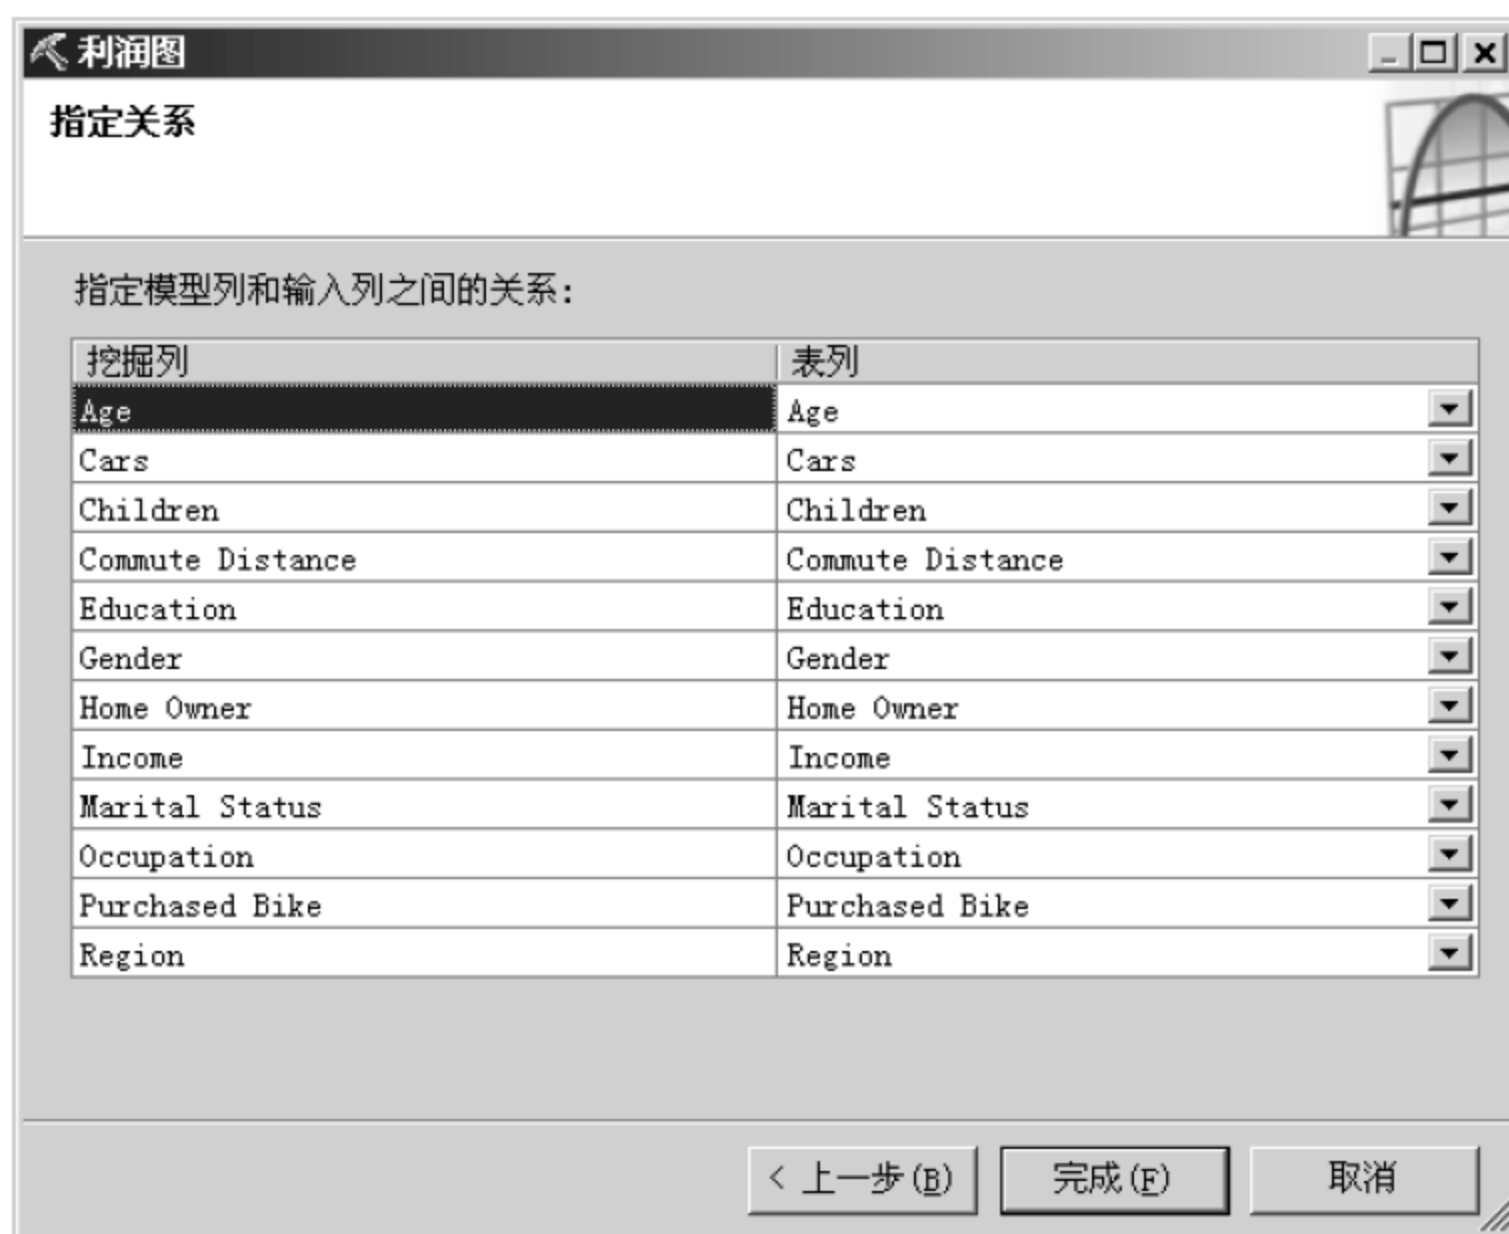 利润图
指定关系
指定模型列和输入列之间的关系:
挖掘列 表列
Age Age
Cars Cars
Children Children
Commute Distance Commute Distance
Education Education
Gender Gender
Home Owner Home Owner
Income Income
Marital Status Marital Status
Occupation Occupation
Purchased Bike Purchased Bike
Region Region
< 上一步(B) 完成(F) 取消